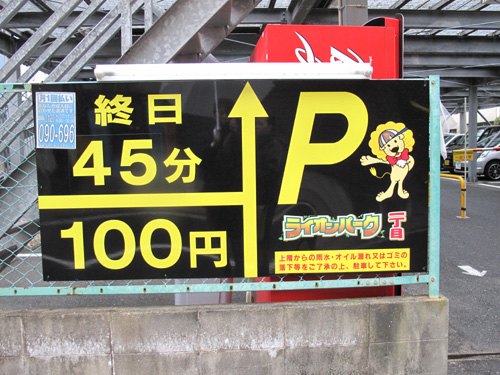 月1回払い
090-696
終日
45分
100円
P
ライオンパーク 一丁目
上階からの雨水・オイル漏れ又はゴミの
落下等をご了承の上、駐車して下さい。